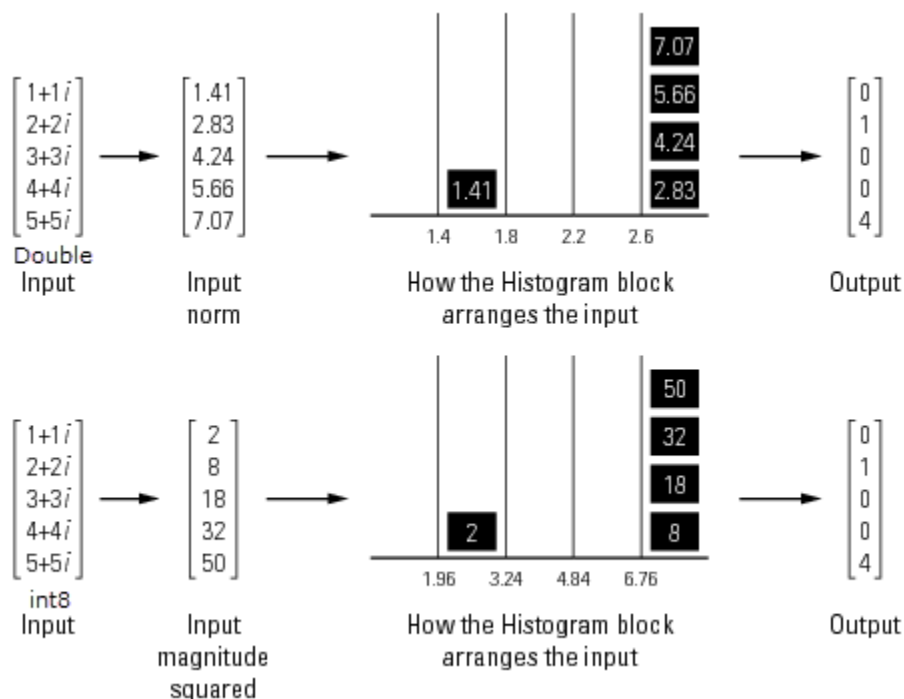 1+1i
2+2i
3+3i
4+4i
5+5i
Double
Input
1.41
2.83
4.24
5.66
7.07
Input
norm
7.07
5.66
4.24
1.41 2.83
1.4 1.8 2.2 2.6
How the Histogram block
arranges the input
0
1
0
0
4
Output
1+1i
2+2i
3+3i
4+4i
5+5i
int8
Input
2
8
18
32
50
Input
magnitude
squared
50
32
18
2 8
1.96 3.24 4.84 6.76
How the Histogram block
arranges the input
0
1
0
0
4
Output